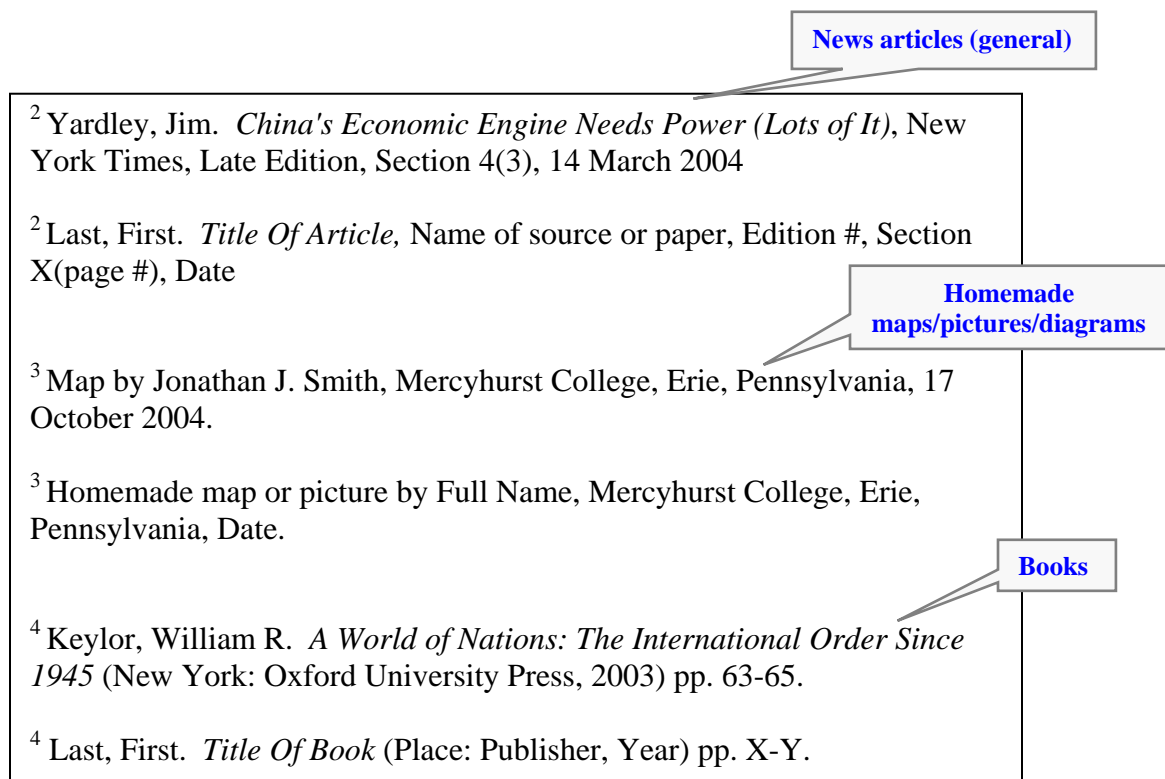 News articles (general)
2 Yardley, Jim.  China's Economic Engine Needs Power (Lots of It), New
York Times, Late Edition, Section 4(3), 14 March 2004
2 Last, First.  Title Of Article, Name of source or paper, Edition #, Section
X(page #), Date
Homemade
maps/pictures/diagrams
3 Map by Jonathan J. Smith, Mercyhurst College, Erie, Pennsylvania, 17
October 2004.
3 Homemade map or picture by Full Name, Mercyhurst College, Erie,
Pennsylvania, Date.
Books
4 Keylor, William R.  A World of Nations: The International Order Since
1945 (New York: Oxford University Press, 2003) pp. 63-65.
4 Last, First.  Title Of Book (Place: Publisher, Year) pp. X-Y.